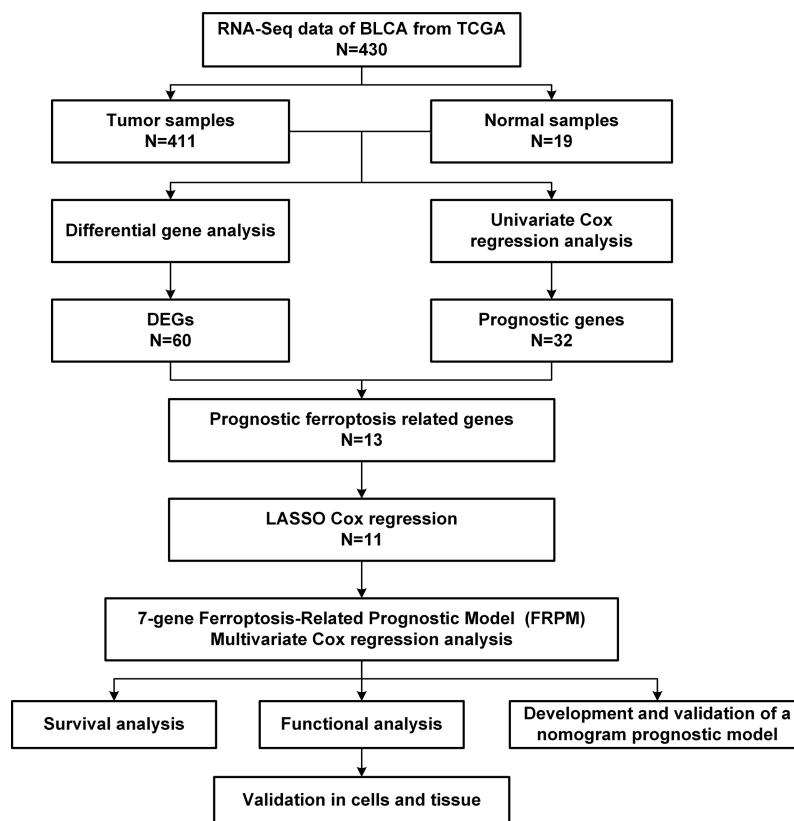 RNA-Seq data of BLCA from TCGA
N=430
Tumor samples
N=411
Normal samples
N=19
Differential gene analysis
Univariate Cox
regression analysis
DEGs
N=60
Prognostic genes
N=32
Prognostic ferroptosis related genes
N=13
LASSO Cox regression
N=11
7-gene Ferroptosis-Related Prognostic Model (FRPM)
Multivariate Cox regression analysis
Survival analysis
Functional analysis
Development and validation of a
nomogram prognostic model
Validation in cells and tissue